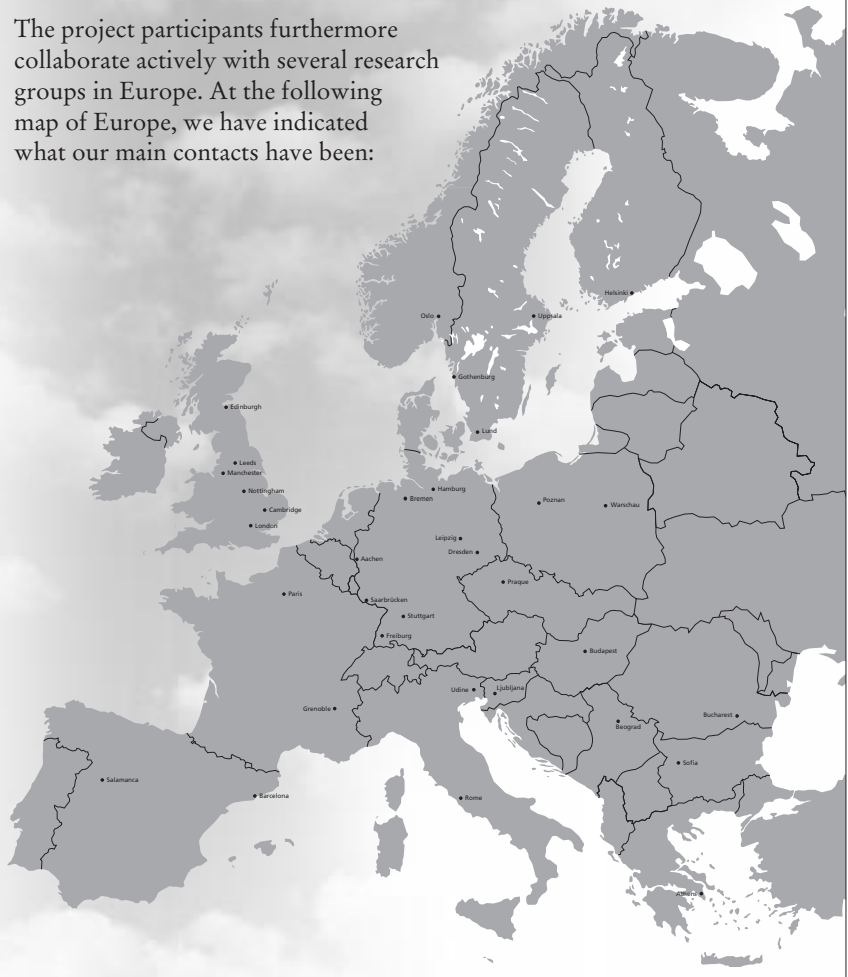 The project participants furthermore
collaborate actively with several research
groups in Europe. At the following
map of Europe, we have indicated
what our main contacts have been:
Helsinki
Oslo
Uppsala
Gothenburg
Edinburgh
Lund
Leeds
Manchester
Nottingham
Hamburg
Bremen
Poznan
Warschau
Cambridge
London
Leipzig
Dresden
Aachen
Praque
Paris
Saarbrücken
Stuttgart
Freiburg
Budapest
Udine
Ljubljana
Grenoble
Bucharest
Beograd
Sofia
Salamanca
Barcelona
Rome
Athens